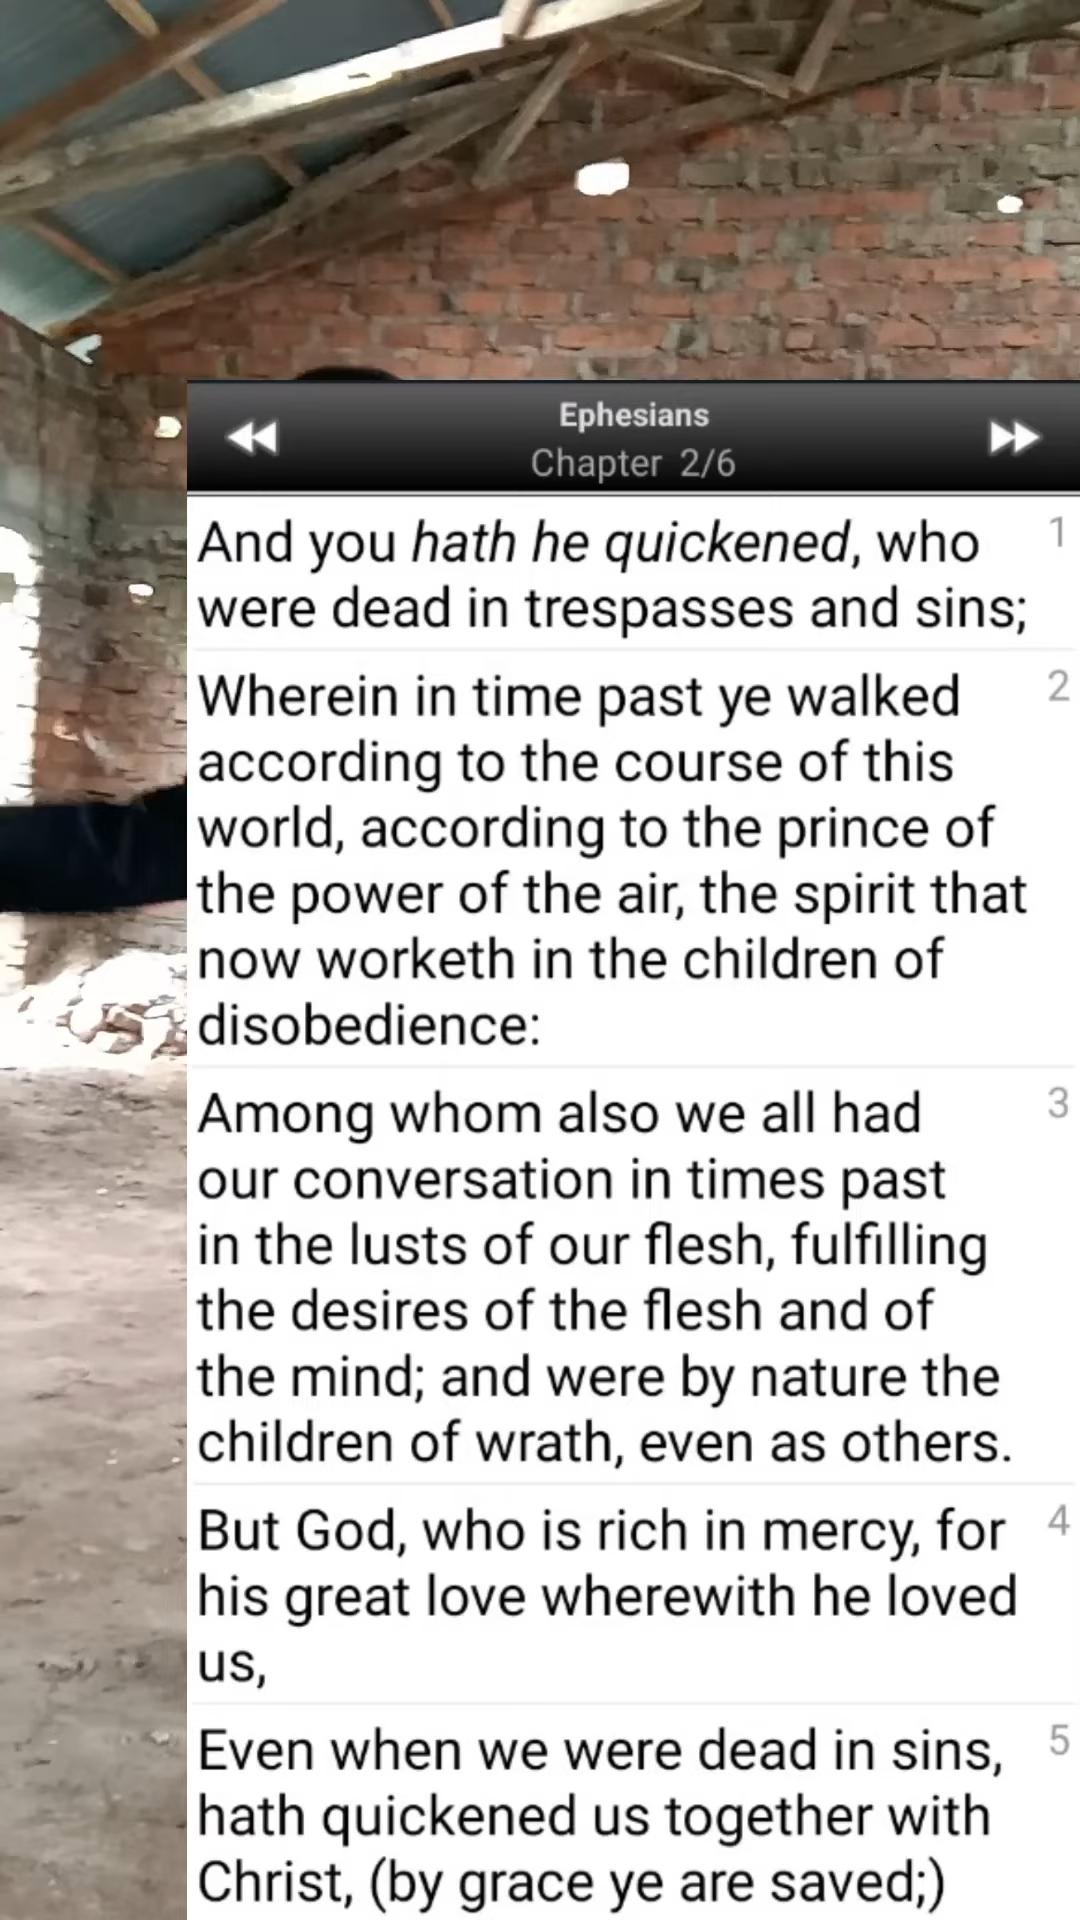 Ephesians
Chapter 2/6
And you hath he quickened, who 1
were dead in trespasses and sins;
Wherein in time past ye walked 2
according to the course of this
world, according to the prince of
the power of the air, the spirit that
now worketh in the children of
disobedience:
Among whom also we all had 3
our conversation in times past
in the lusts of our flesh, fulfilling
the desires of the flesh and of
the mind; and were by nature the
children of wrath, even as others.
But God, who is rich in mercy, for 4
his great love wherewith he loved
us,
Even when we were dead in sins, 5
hath quickened us together with
Christ, (by grace ye are saved;)